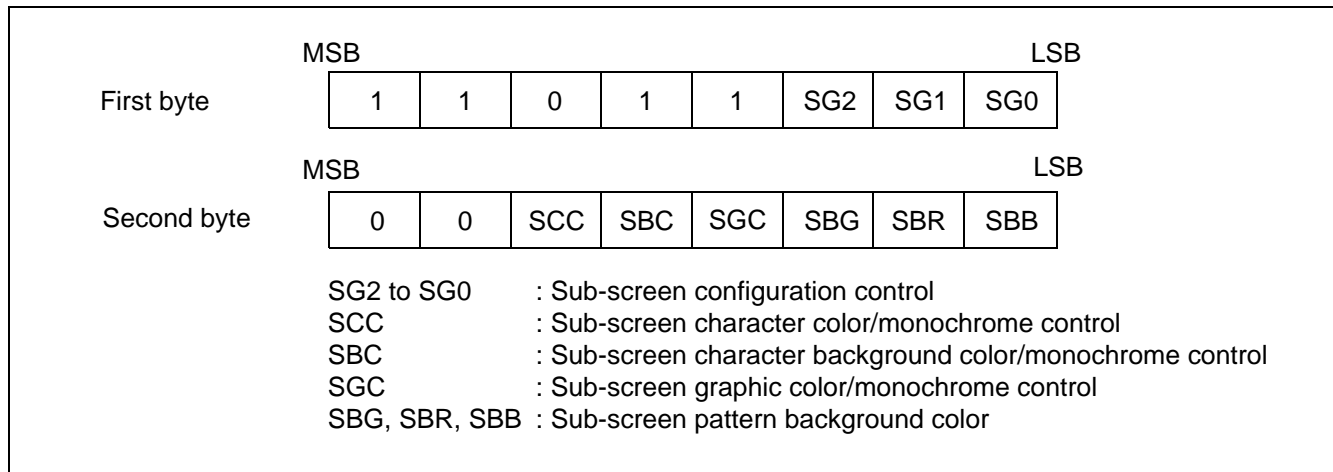 MSB LSB
First byte 1 1 0 1 1 SG2 SG1 SG0
MSB LSB
Second byte 0 0 SCC SBC SGC SBG SBR SBB
SG2 to SG0 : Sub-screen configuration control
SCC : Sub-screen character color/monochrome control
SBC : Sub-screen character background color/monochrome control
SGC : Sub-screen graphic color/monochrome control
SBG, SBR, SBB : Sub-screen pattern background color